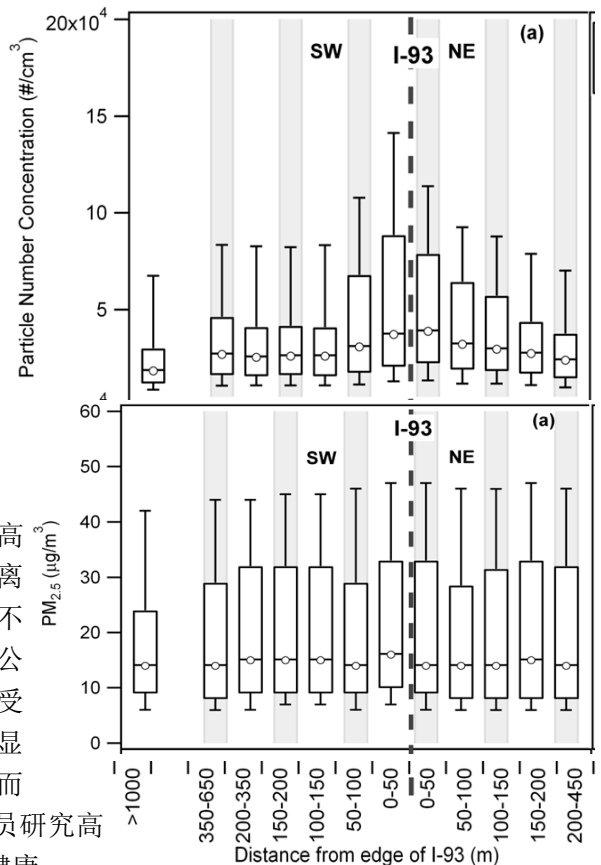 20x10⁴
(a)
SW
I-93
NE
15
10
5
Particle Number Concentration (#/cm³)
4
60
(a)
I-93
SW
NE
50
40
30
20
10
0
PM₂.₅ (μg/m³)
高
离
不
公
受
显
而
员研究高
健康
>1000
350-650
200-350
150-200
100-150
50-100
0-50
0-50
50-100
100-150
150-200
200-450
Distance from edge of I-93 (m)